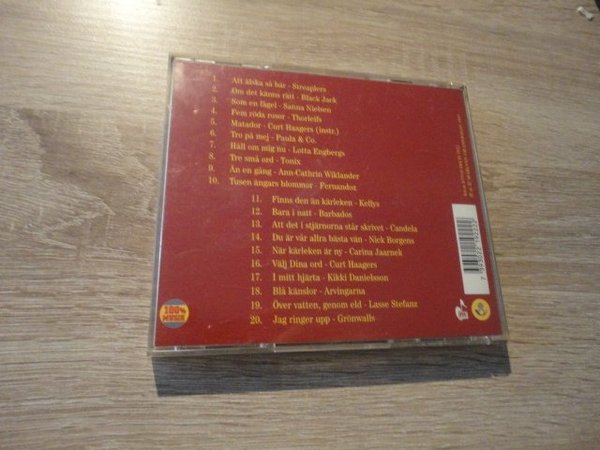 1. Att älska så här - Streaplers
2. Om det känns rätt - Black Jack
3. Som en fågel - Sanna Nielsen
4. Fem röda rosor - Thorleifs
5. Matador - Curt Haagers (instr.)
6. Tro på mej - Paula & Co.
7. Håll om mig nu - Lotta Engbergs
8. Tre små ord - Tonix
9. Än en gång - Ann-Cathrin Wiklander
10. Tusen ängars blommor - Fernandoz
11. Finns den än kärleken - Kellys
12. Bara i natt - Barbados
13. Att det i stjärnorna står skrivet - Candela
14. Du är vår allra bästa vän - Nick Borgens
15. När kärleken är ny - Carina Jaarnek
16. Välj Dina ord - Curt Haagers
17. I mitt hjärta - Kikki Danielsson
18. Blå känslor - Arvingarna
19. Över vatten, genom eld - Lasse Stefanz
20. Jag ringer upp - Grönwalls
100%
MUSIK